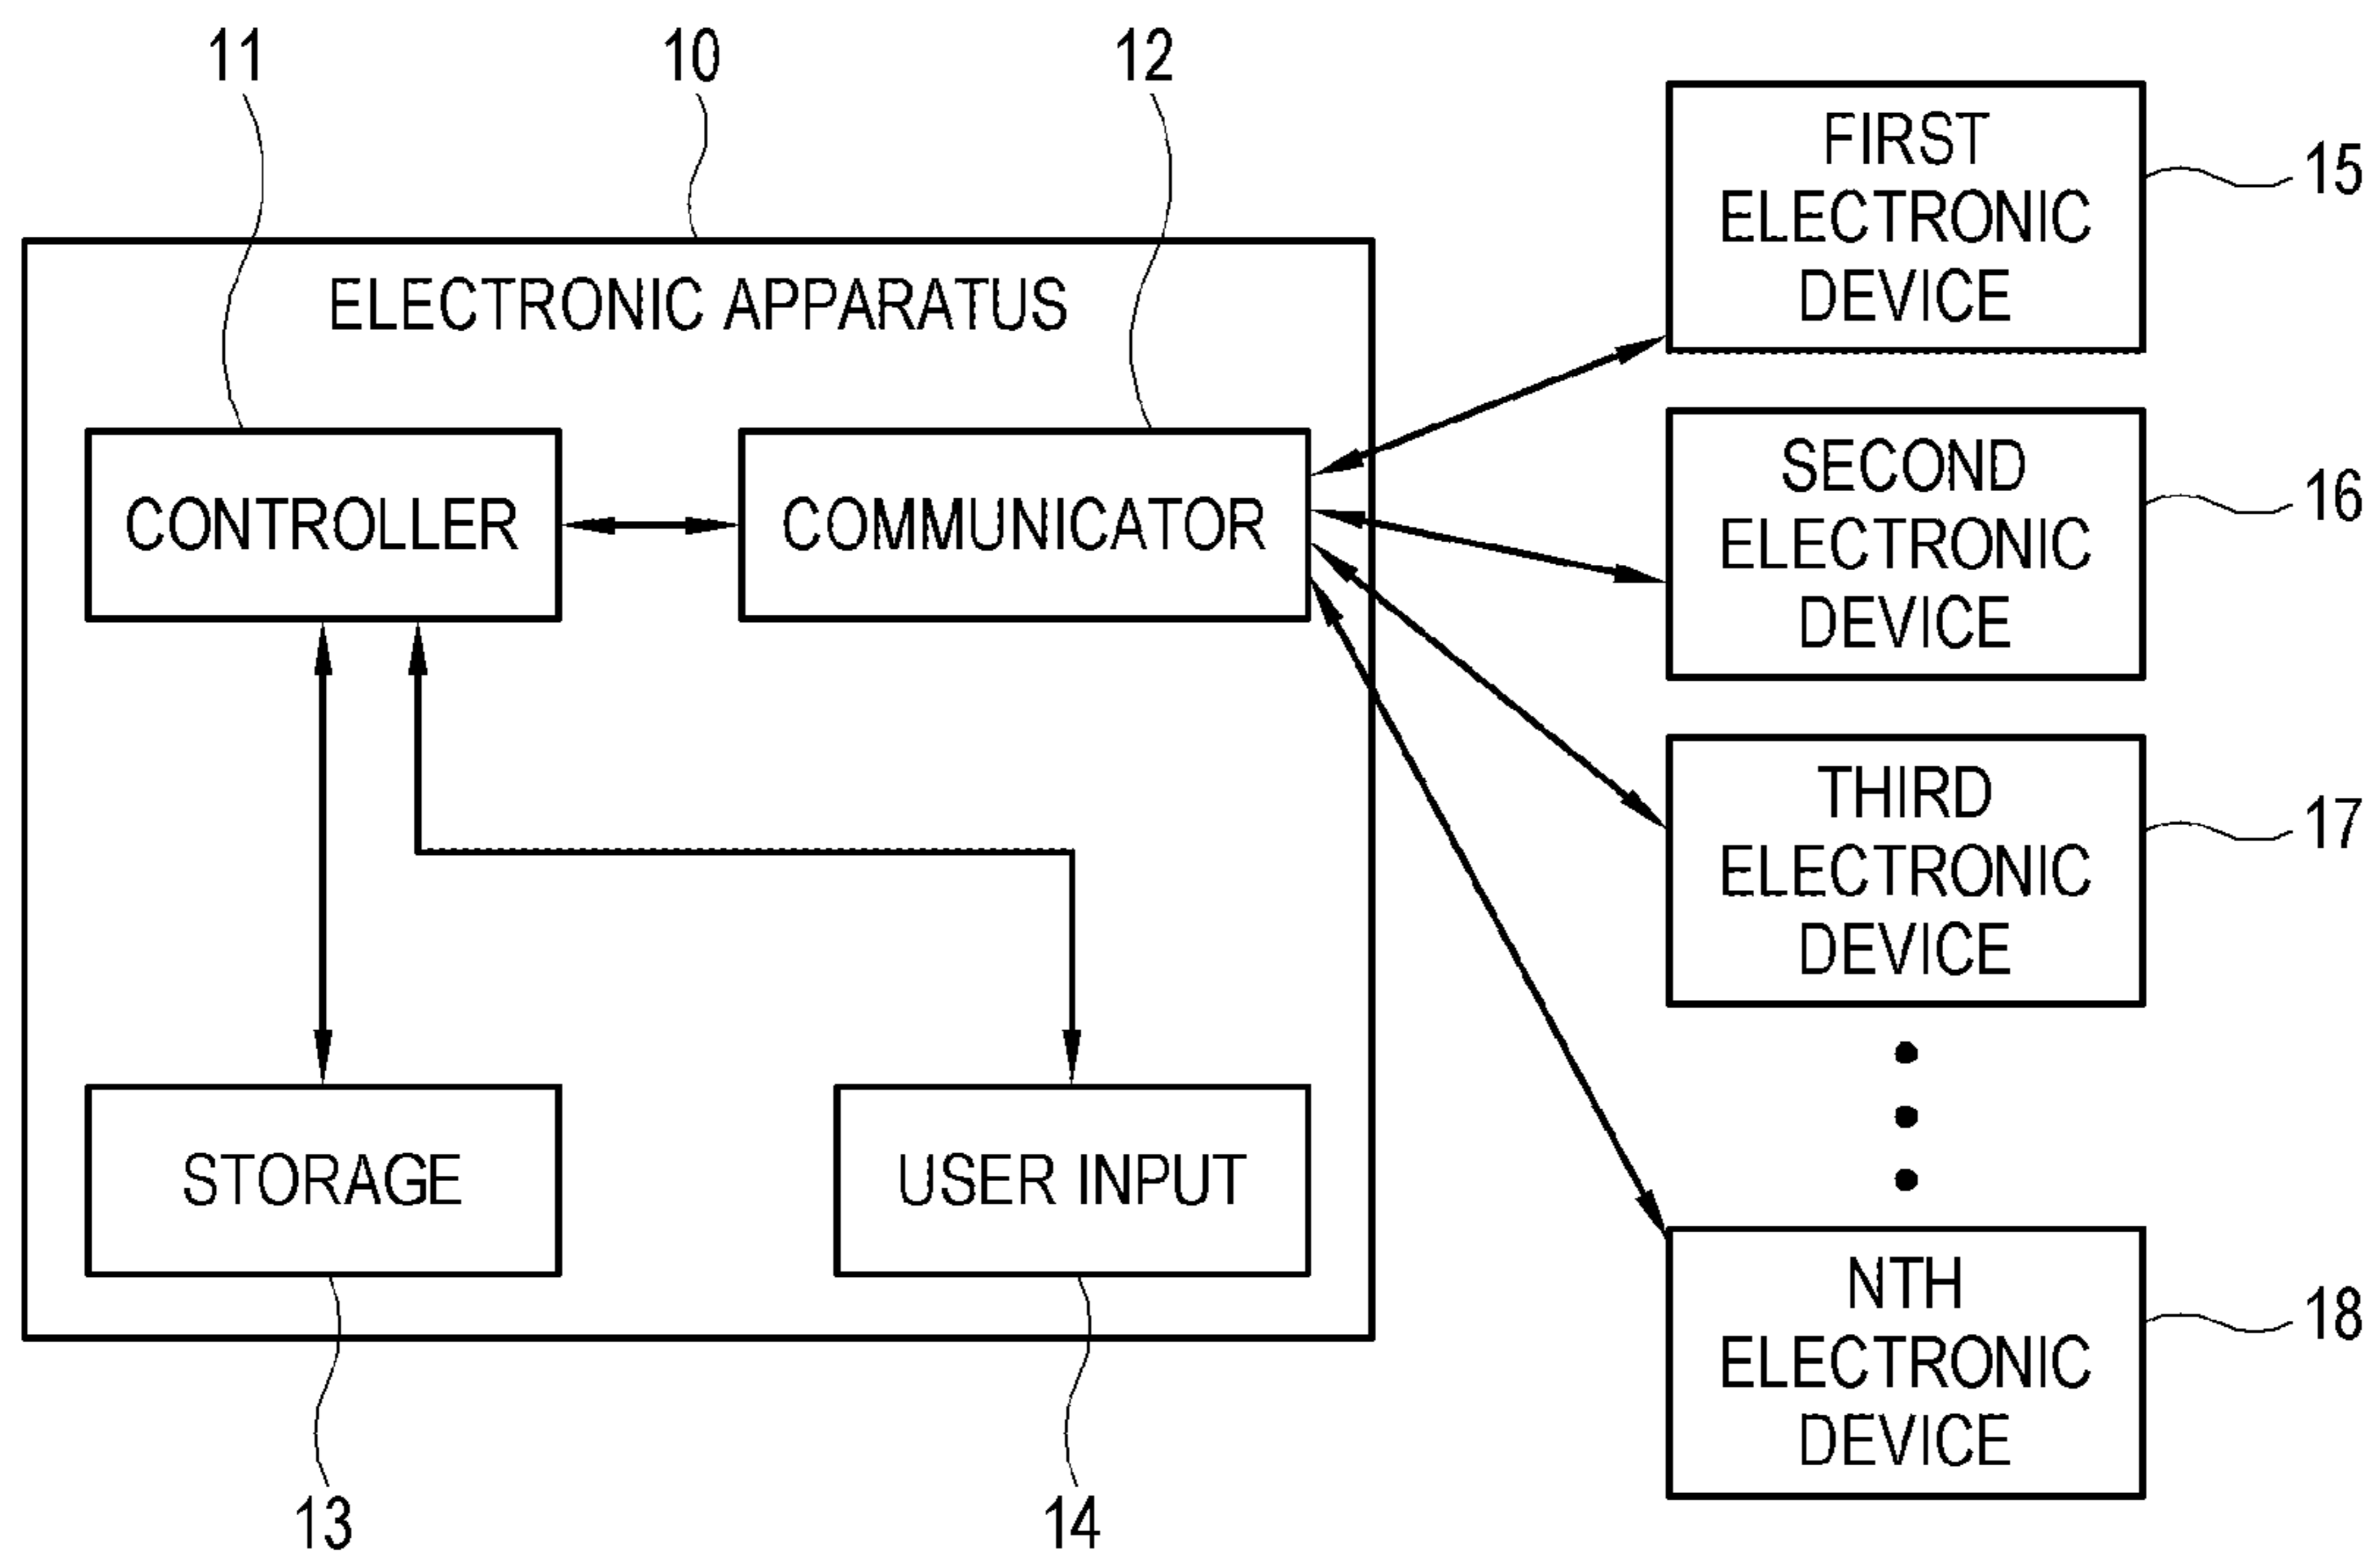 11
10
12
ELECTRONIC APPARATUS
CONTROLLER
COMMUNICATOR
STORAGE
USER INPUT
13
14
FIRST
ELECTRONIC
DEVICE
15
SECOND
ELECTRONIC
DEVICE
16
THIRD
ELECTRONIC
DEVICE
17
NTH
ELECTRONIC
DEVICE
18